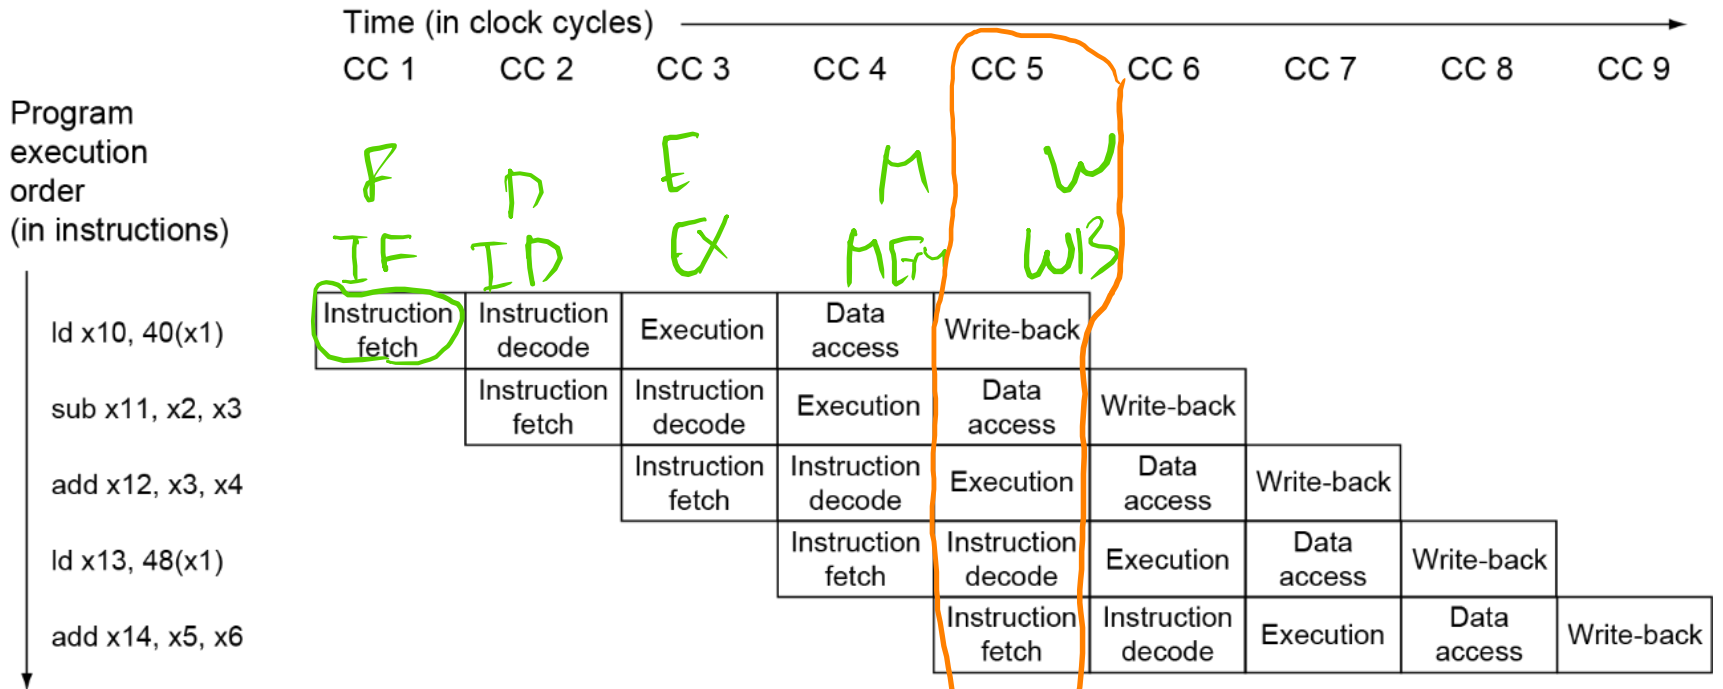 Time (in clock cycles)
CC 1 CC 2 CC 3 CC 4 CC 5 CC 6 CC 7 CC 8 CC 9
Program
execution
order
(in instructions)
F D E M W
IF ID EX MEM WB
ld x10, 40(x1) Instruction fetch Instruction decode Execution Data access Write-back
sub x11, x2, x3 Instruction fetch Instruction decode Execution Data access Write-back
add x12, x3, x4 Instruction fetch Instruction decode Execution Data access Write-back
ld x13, 48(x1) Instruction fetch Instruction decode Execution Data access Write-back
add x14, x5, x6 Instruction fetch Instruction decode Execution Data access Write-back